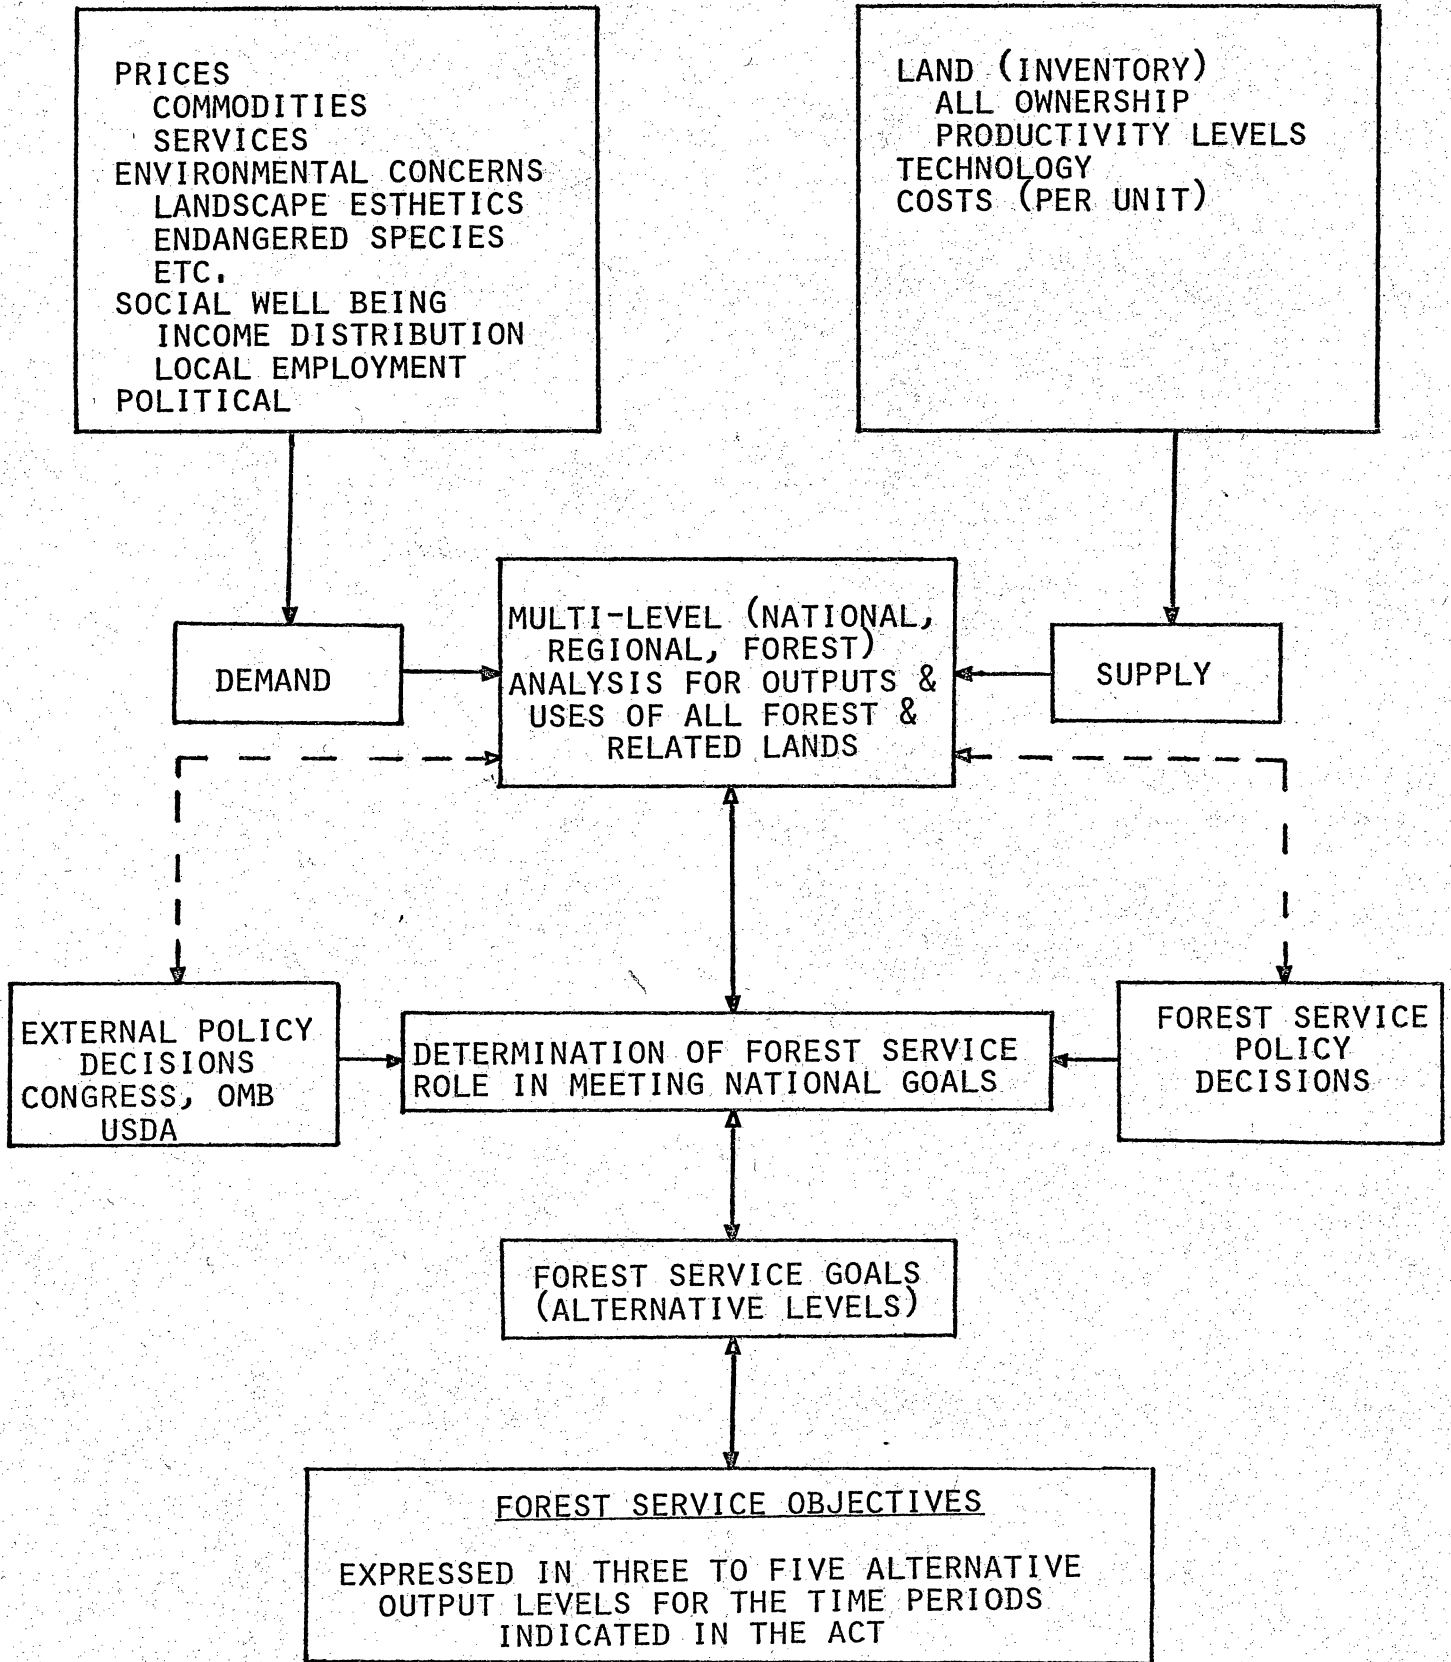 PRICES
COMMODITIES
SERVICES
ENVIRONMENTAL CONCERNS
LANDSCAPE ESTHETICS
ENDANGERED SPECIES
ETC.
SOCIAL WELL BEING
INCOME DISTRIBUTION
LOCAL EMPLOYMENT
POLITICAL
LAND (INVENTORY)
ALL OWNERSHIP
PRODUCTIVITY LEVELS
TECHNOLOGY
COSTS (PER UNIT)
DEMAND
MULTI-LEVEL (NATIONAL,
REGIONAL, FOREST)
ANALYSIS FOR OUTPUTS &
USES OF ALL FOREST &
RELATED LANDS
SUPPLY
EXTERNAL POLICY
DECISIONS
CONGRESS, OMB
USDA
DETERMINATION OF FOREST SERVICE
ROLE IN MEETING NATIONAL GOALS
FOREST SERVICE
POLICY
DECISIONS
FOREST SERVICE GOALS
(ALTERNATIVE LEVELS)
FOREST SERVICE OBJECTIVES
EXPRESSED IN THREE TO FIVE ALTERNATIVE
OUTPUT LEVELS FOR THE TIME PERIODS
INDICATED IN THE ACT